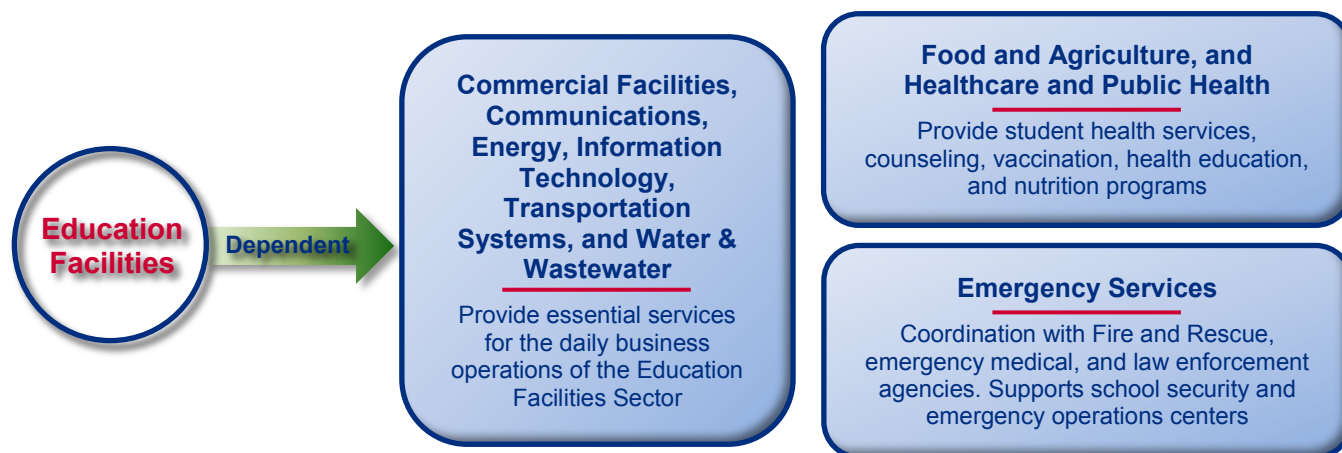 Education
Facilities
Dependent
Commercial Facilities,
Communications,
Energy, Information
Technology,
Transportation
Systems, and Water &
Wastewater
Provide essential services
for the daily business
operations of the Education
Facilities Sector
Food and Agriculture, and
Healthcare and Public Health
Provide student health services,
counseling, vaccination, health education,
and nutrition programs
Emergency Services
Coordination with Fire and Rescue,
emergency medical, and law enforcement
agencies. Supports school security and
emergency operations centers